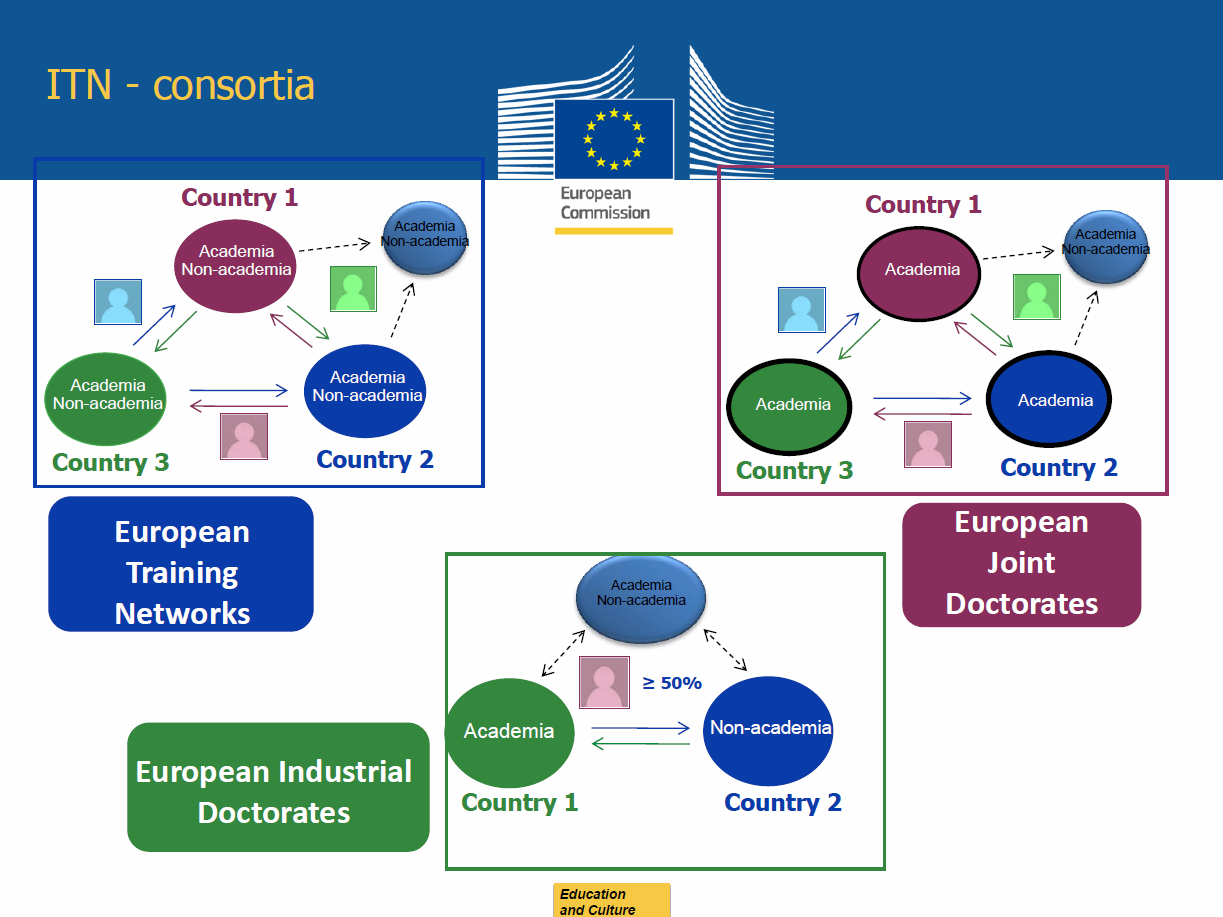 ITN - consortia
European
Commission
Country 1
Academia
Non-academia
Academia
Non-academia
Academia
Non-academia
Academia
Non-academia
Country 3
Country 2
European
Training
Networks
Country 1
Academia
Academia
Non-academia
Academia
Academia
Country 3
Country 2
European
Joint
Doctorates
Academia
Non-academia
≥ 50%
Academia
Non-academia
Country 1
Country 2
European Industrial
Doctorates
Education
and Culture